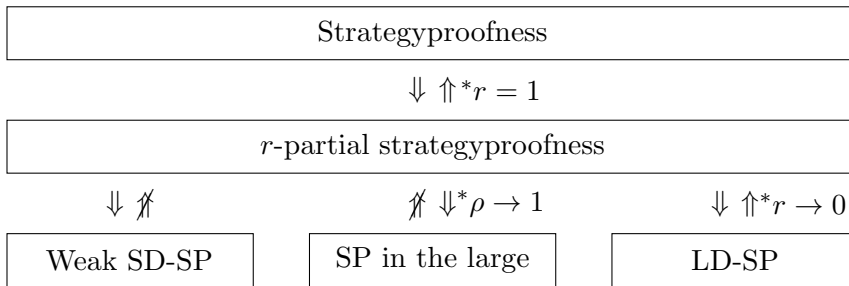 Strategyproofness
⇓ ⇑*r = 1
r-partial strategyproofness
⇓ ⇑̸ ⇑̸ ⇓*ρ → 1 ⇓ ⇑*r → 0
Weak SD-SP SP in the large LD-SP